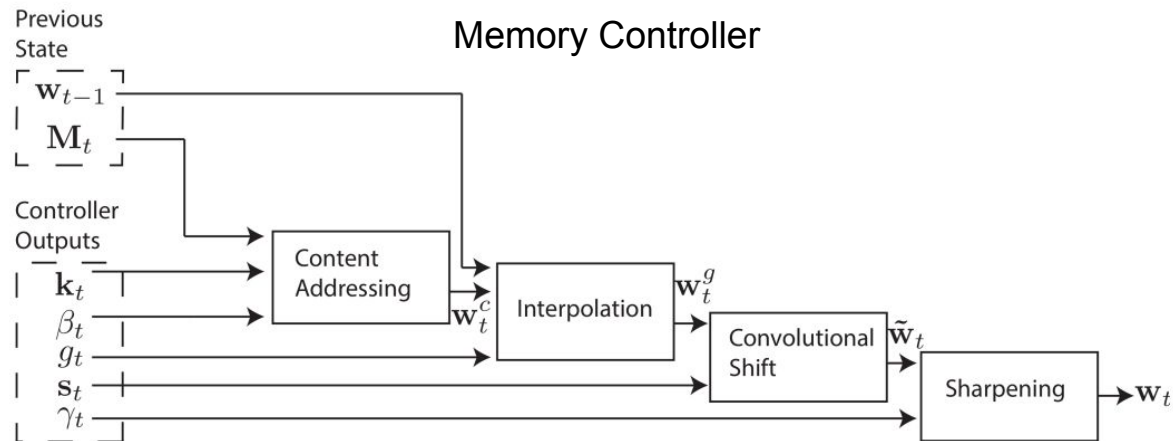 Memory Controller
Previous
State
w_{t−1}
M_t
Controller
Outputs
k_t
β_t
g_t
s_t
γ_t
Content
Addressing
w_t^c
Interpolation
w_t^g
Convolutional
Shift
w̃_t
Sharpening
w_t